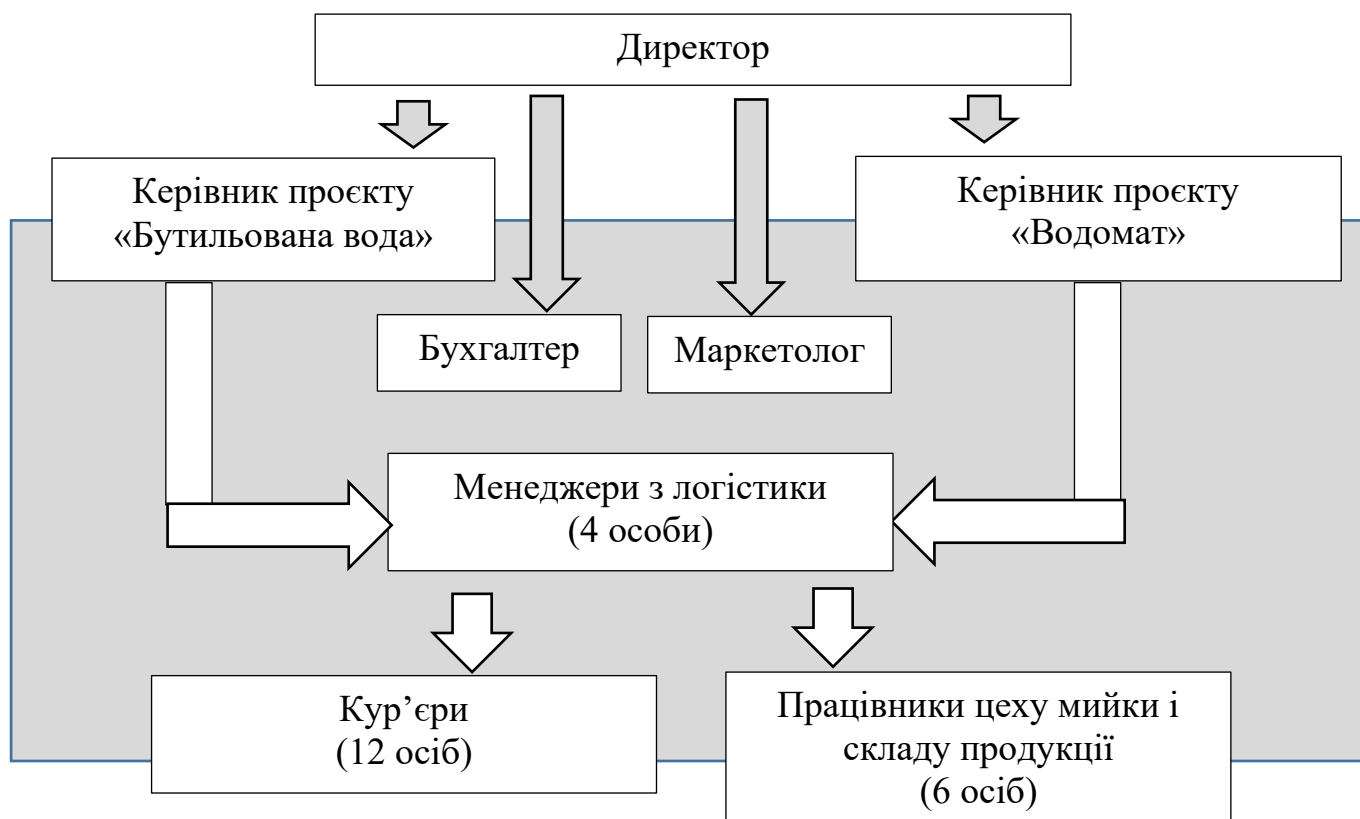 Директор
Керівник проєкту
«Бутильована вода»
Керівник проєкту
«Водомат»
Бухгалтер
Маркетолог
Менеджери з логістики
(4 особи)
Кур’єри
(12 осіб)
Працівники цеху мийки і
складу продукції
(6 осіб)